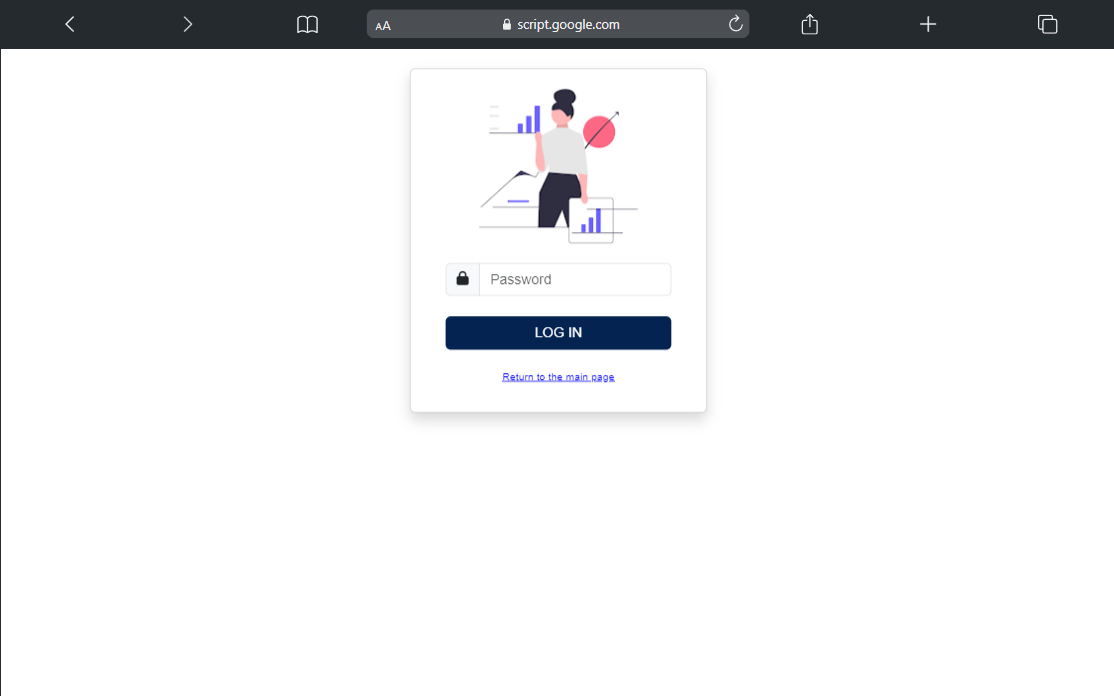 AA script.google.com
Password
LOG IN
Return to the main page